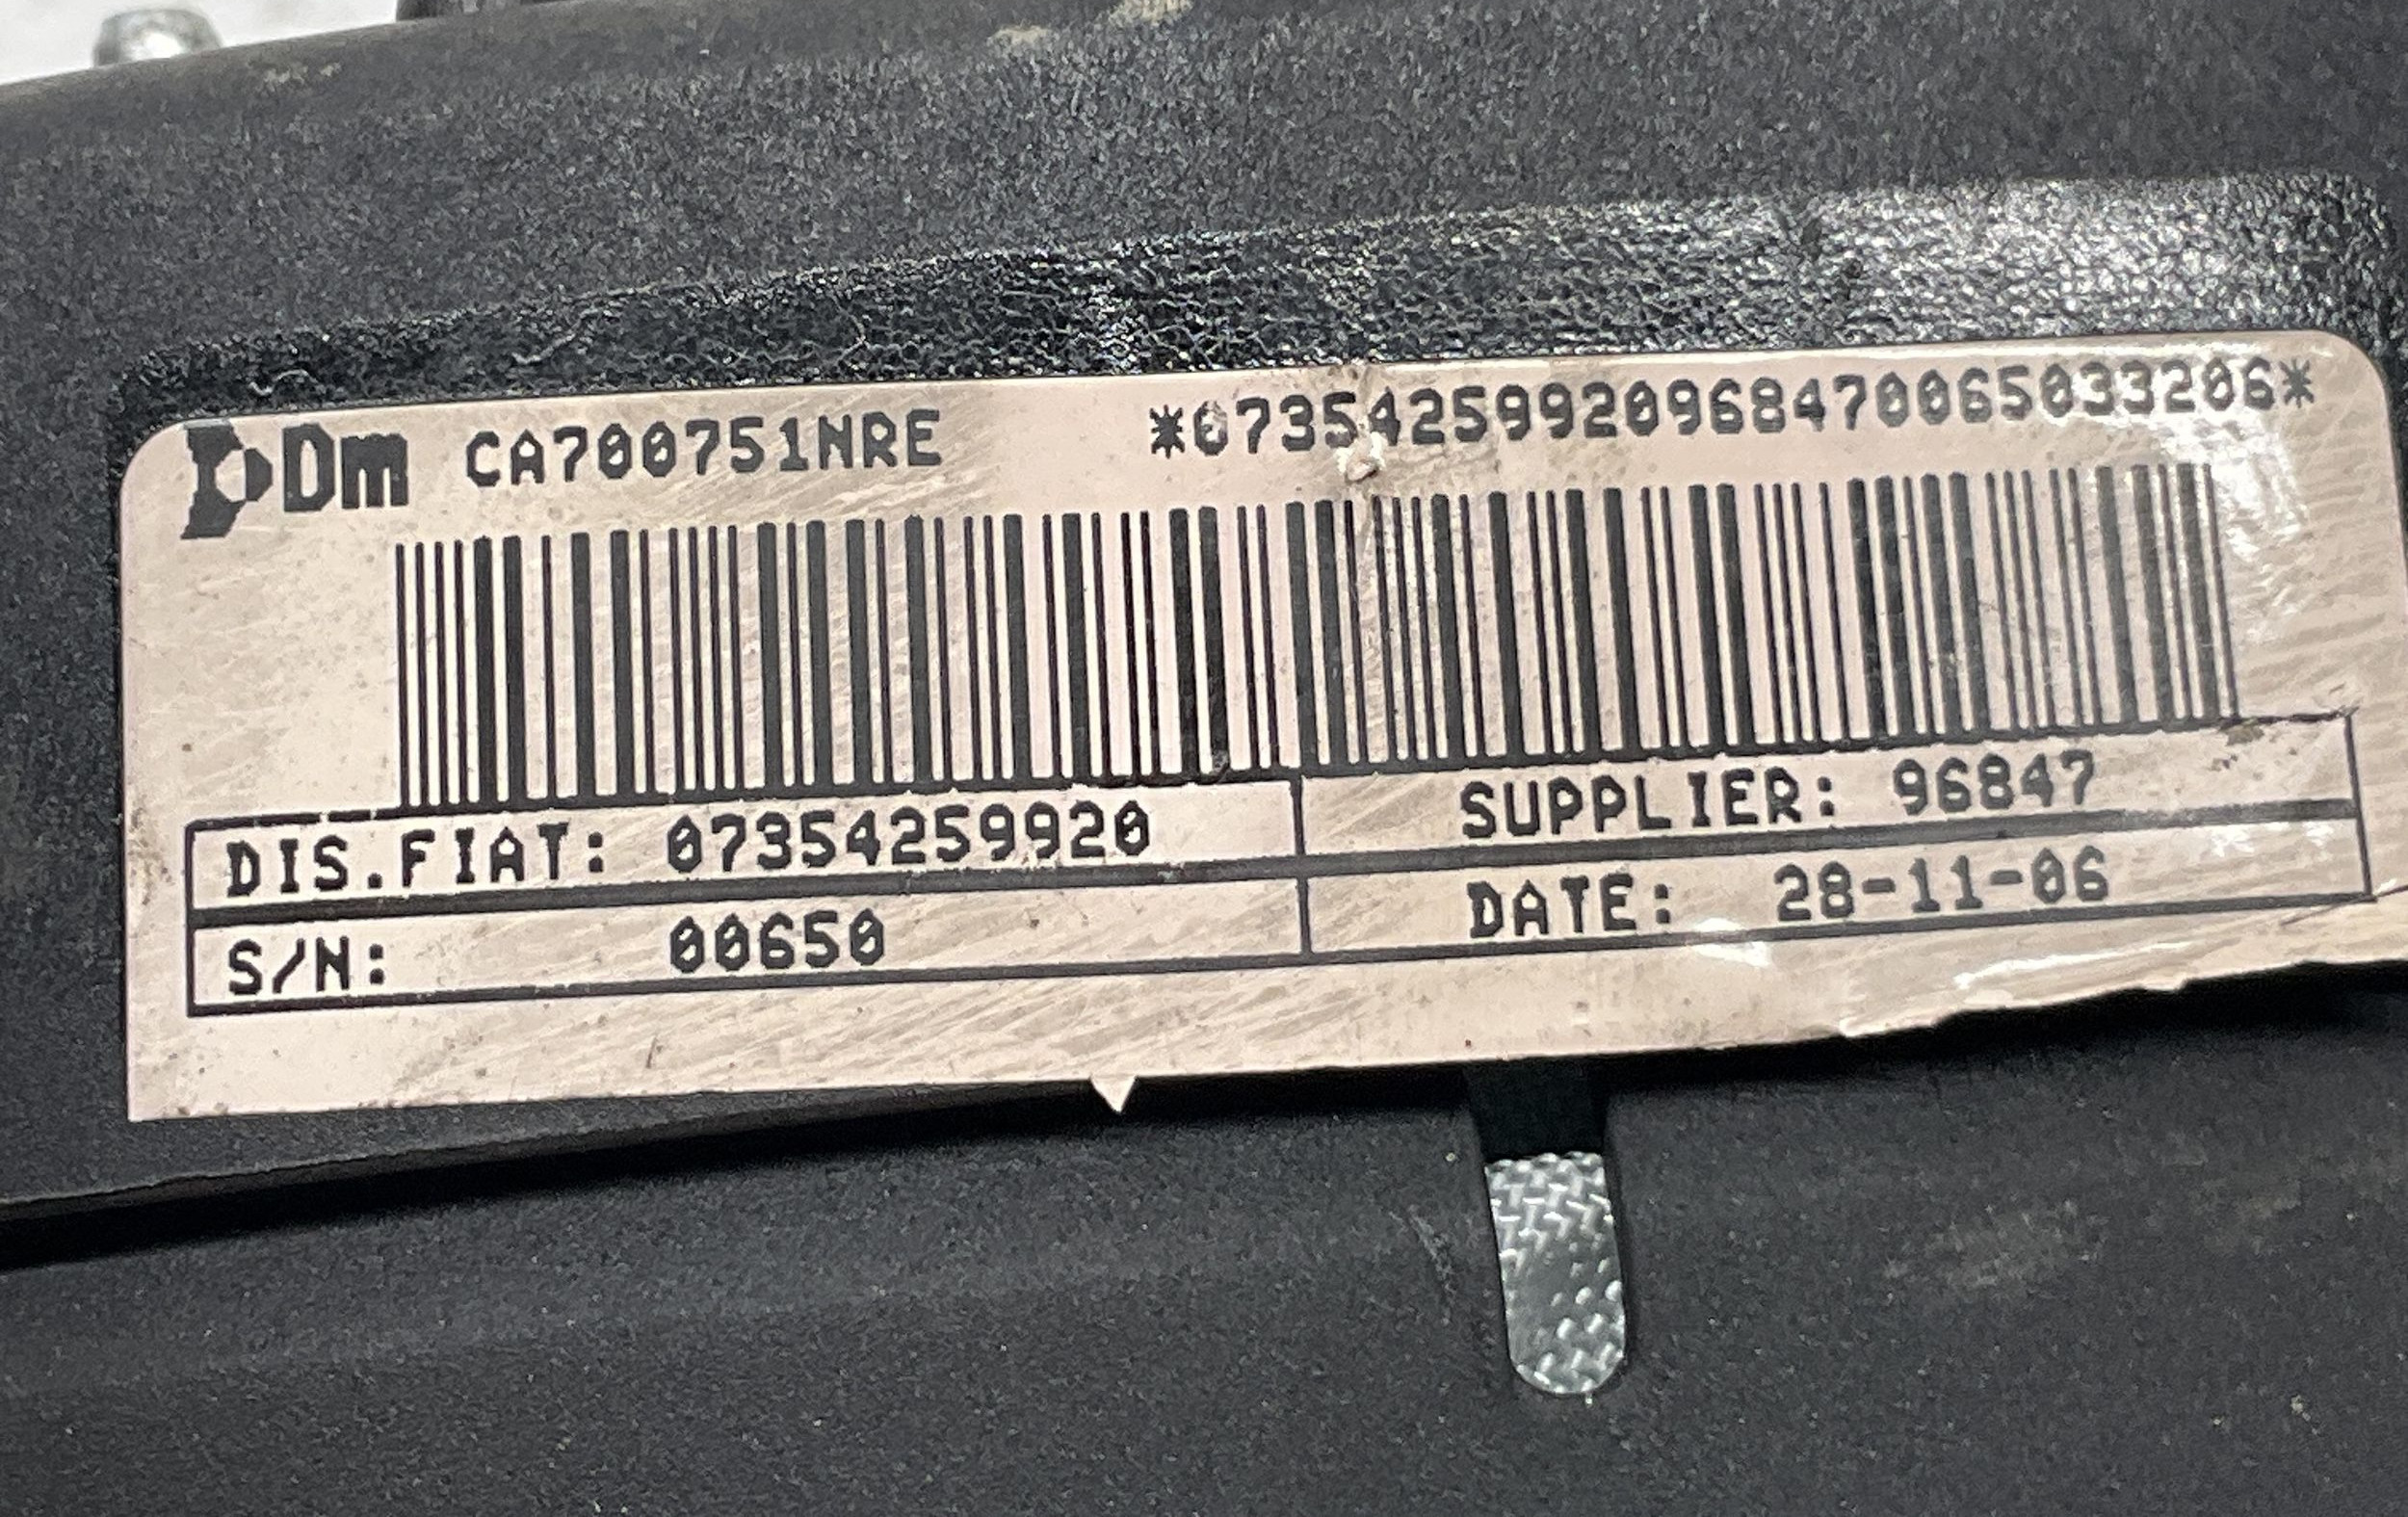 Dm CA700751NRE *07354259920968470065033206*
DIS.FIAT: 07354259920 SUPPLIER: 96847
S/N: 00650 DATE: 28-11-06